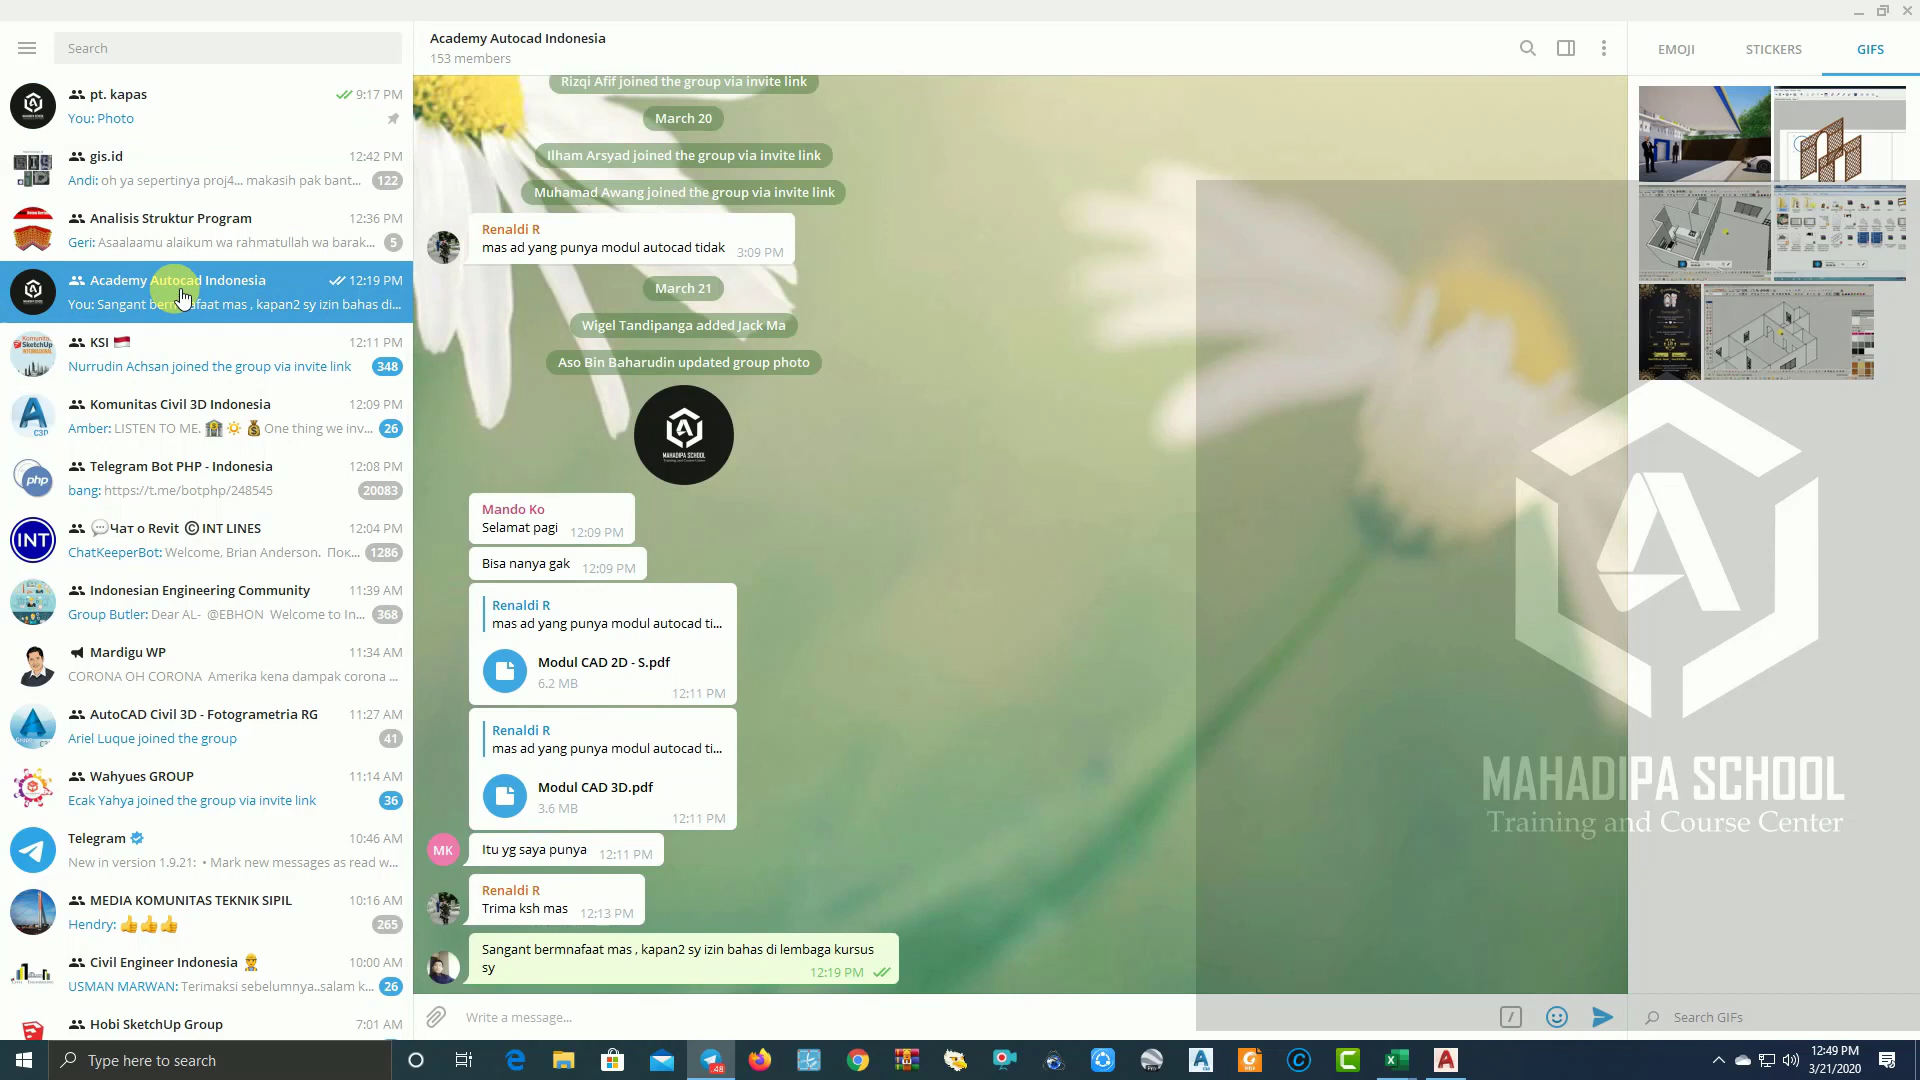 Search
pt. kapas
9:17 PM
You: Photo
gis.id
12:42 PM
Andi: oh ya sepertinya proj4... makasih pak bant...
122
Analisis Struktur Program
12:36 PM
Geri: Asaalaamu alaikum wa rahmatullah wa barak...
5
Academy Autocad Indonesia
12:19 PM
You: Sangant bermnafaat mas , kapan2 sy izin bahas di...
KSI
12:11 PM
Nurrudin Achsan joined the group via invite link
348
Komunitas Civil 3D Indonesia
12:09 PM
Amber: LISTEN TO ME. One thing we inv...
26
Telegram Bot PHP - Indonesia
12:08 PM
bang: https://t.me/botphp/248545
20083
Чат о Revit © INT LINES
12:04 PM
ChatKeeperBot: Welcome, Brian Anderson. Пок...
1286
Indonesian Engineering Community
11:39 AM
Group Butler: Dear AL- @EBHON Welcome to In...
368
Mardigu WP
11:34 AM
CORONA OH CORONA Amerika kena dampak corona ...
AutoCAD Civil 3D - Fotogrametria RG
11:27 AM
Ariel Luque joined the group
41
Wahyues GROUP
11:14 AM
Ecak Yahya joined the group via invite link
36
Telegram
10:46 AM
New in version 1.9.21: • Mark new messages as read w...
MEDIA KOMUNITAS TEKNIK SIPIL
10:16 AM
Hendry: 👍👍👍
265
Civil Engineer Indonesia
10:00 AM
USMAN MARWAN: Terimaksi sebelumnya..salam k...
26
Hobi SketchUp Group
7:01 AM
INT
php
C3P
Academy Autocad Indonesia
153 members
Rizqi Afif joined the group via invite link
March 20
Ilham Arsyad joined the group via invite link
Muhamad Awang joined the group via invite link
Renaldi R
mas ad yang punya modul autocad tidak
3:09 PM
March 21
Wigel Tandipanga added Jack Ma
Aso Bin Baharudin updated group photo
MAHADIPA SCHOOL
Training and Course Center
Mando Ko
Selamat pagi
12:09 PM
Bisa nanya gak
12:09 PM
Renaldi R
mas ad yang punya modul autocad ti...
Modul CAD 2D - S.pdf
6.2 MB
12:11 PM
Renaldi R
mas ad yang punya modul autocad ti...
Modul CAD 3D.pdf
3.6 MB
12:11 PM
MK
Itu yg saya punya
12:11 PM
Renaldi R
Trima ksh mas
12:13 PM
Sangant bermnafaat mas , kapan2 sy izin bahas di lembaga kursus
sy
12:19 PM
Write a message...
EMOJI
STICKERS
GIFS
MAHADIPA SCHOOL
Training and Course Center
Search GIFs
Type here to search
48
12:49 PM
3/21/2020